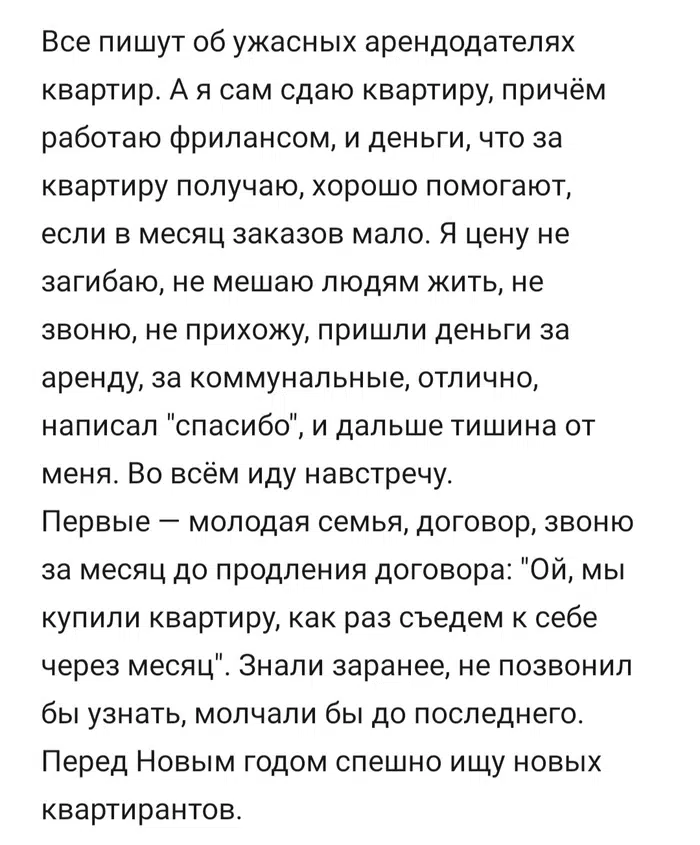 Все пишут об ужасных арендодателях
квартир. А я сам сдаю квартиру, причём
работаю фрилансом, и деньги, что за
квартиру получаю, хорошо помогают,
если в месяц заказов мало. Я цену не
загибаю, не мешаю людям жить, не
звоню, не прихожу, пришли деньги за
аренду, за коммунальные, отлично,
написал "спасибо", и дальше тишина от
меня. Во всём иду навстречу.
Первые — молодая семья, договор, звоню
за месяц до продления договора: "Ой, мы
купили квартиру, как раз съедем к себе
через месяц". Знали заранее, не позвонил
бы узнать, молчали бы до последнего.
Перед Новым годом спешно ищу новых
квартирантов.